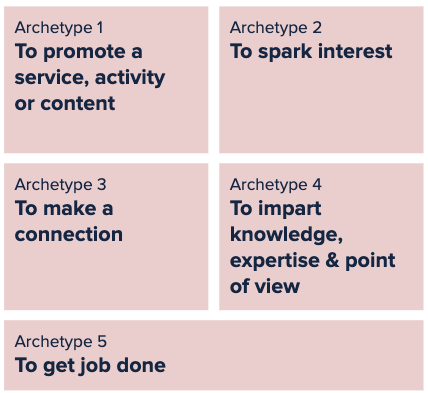 Archetype 1
To promote a
service, activity
or content
Archetype 2
To spark interest
Archetype 3
To make a
connection
Archetype 4
To impart
knowledge,
expertise & point
of view
Archetype 5
To get job done